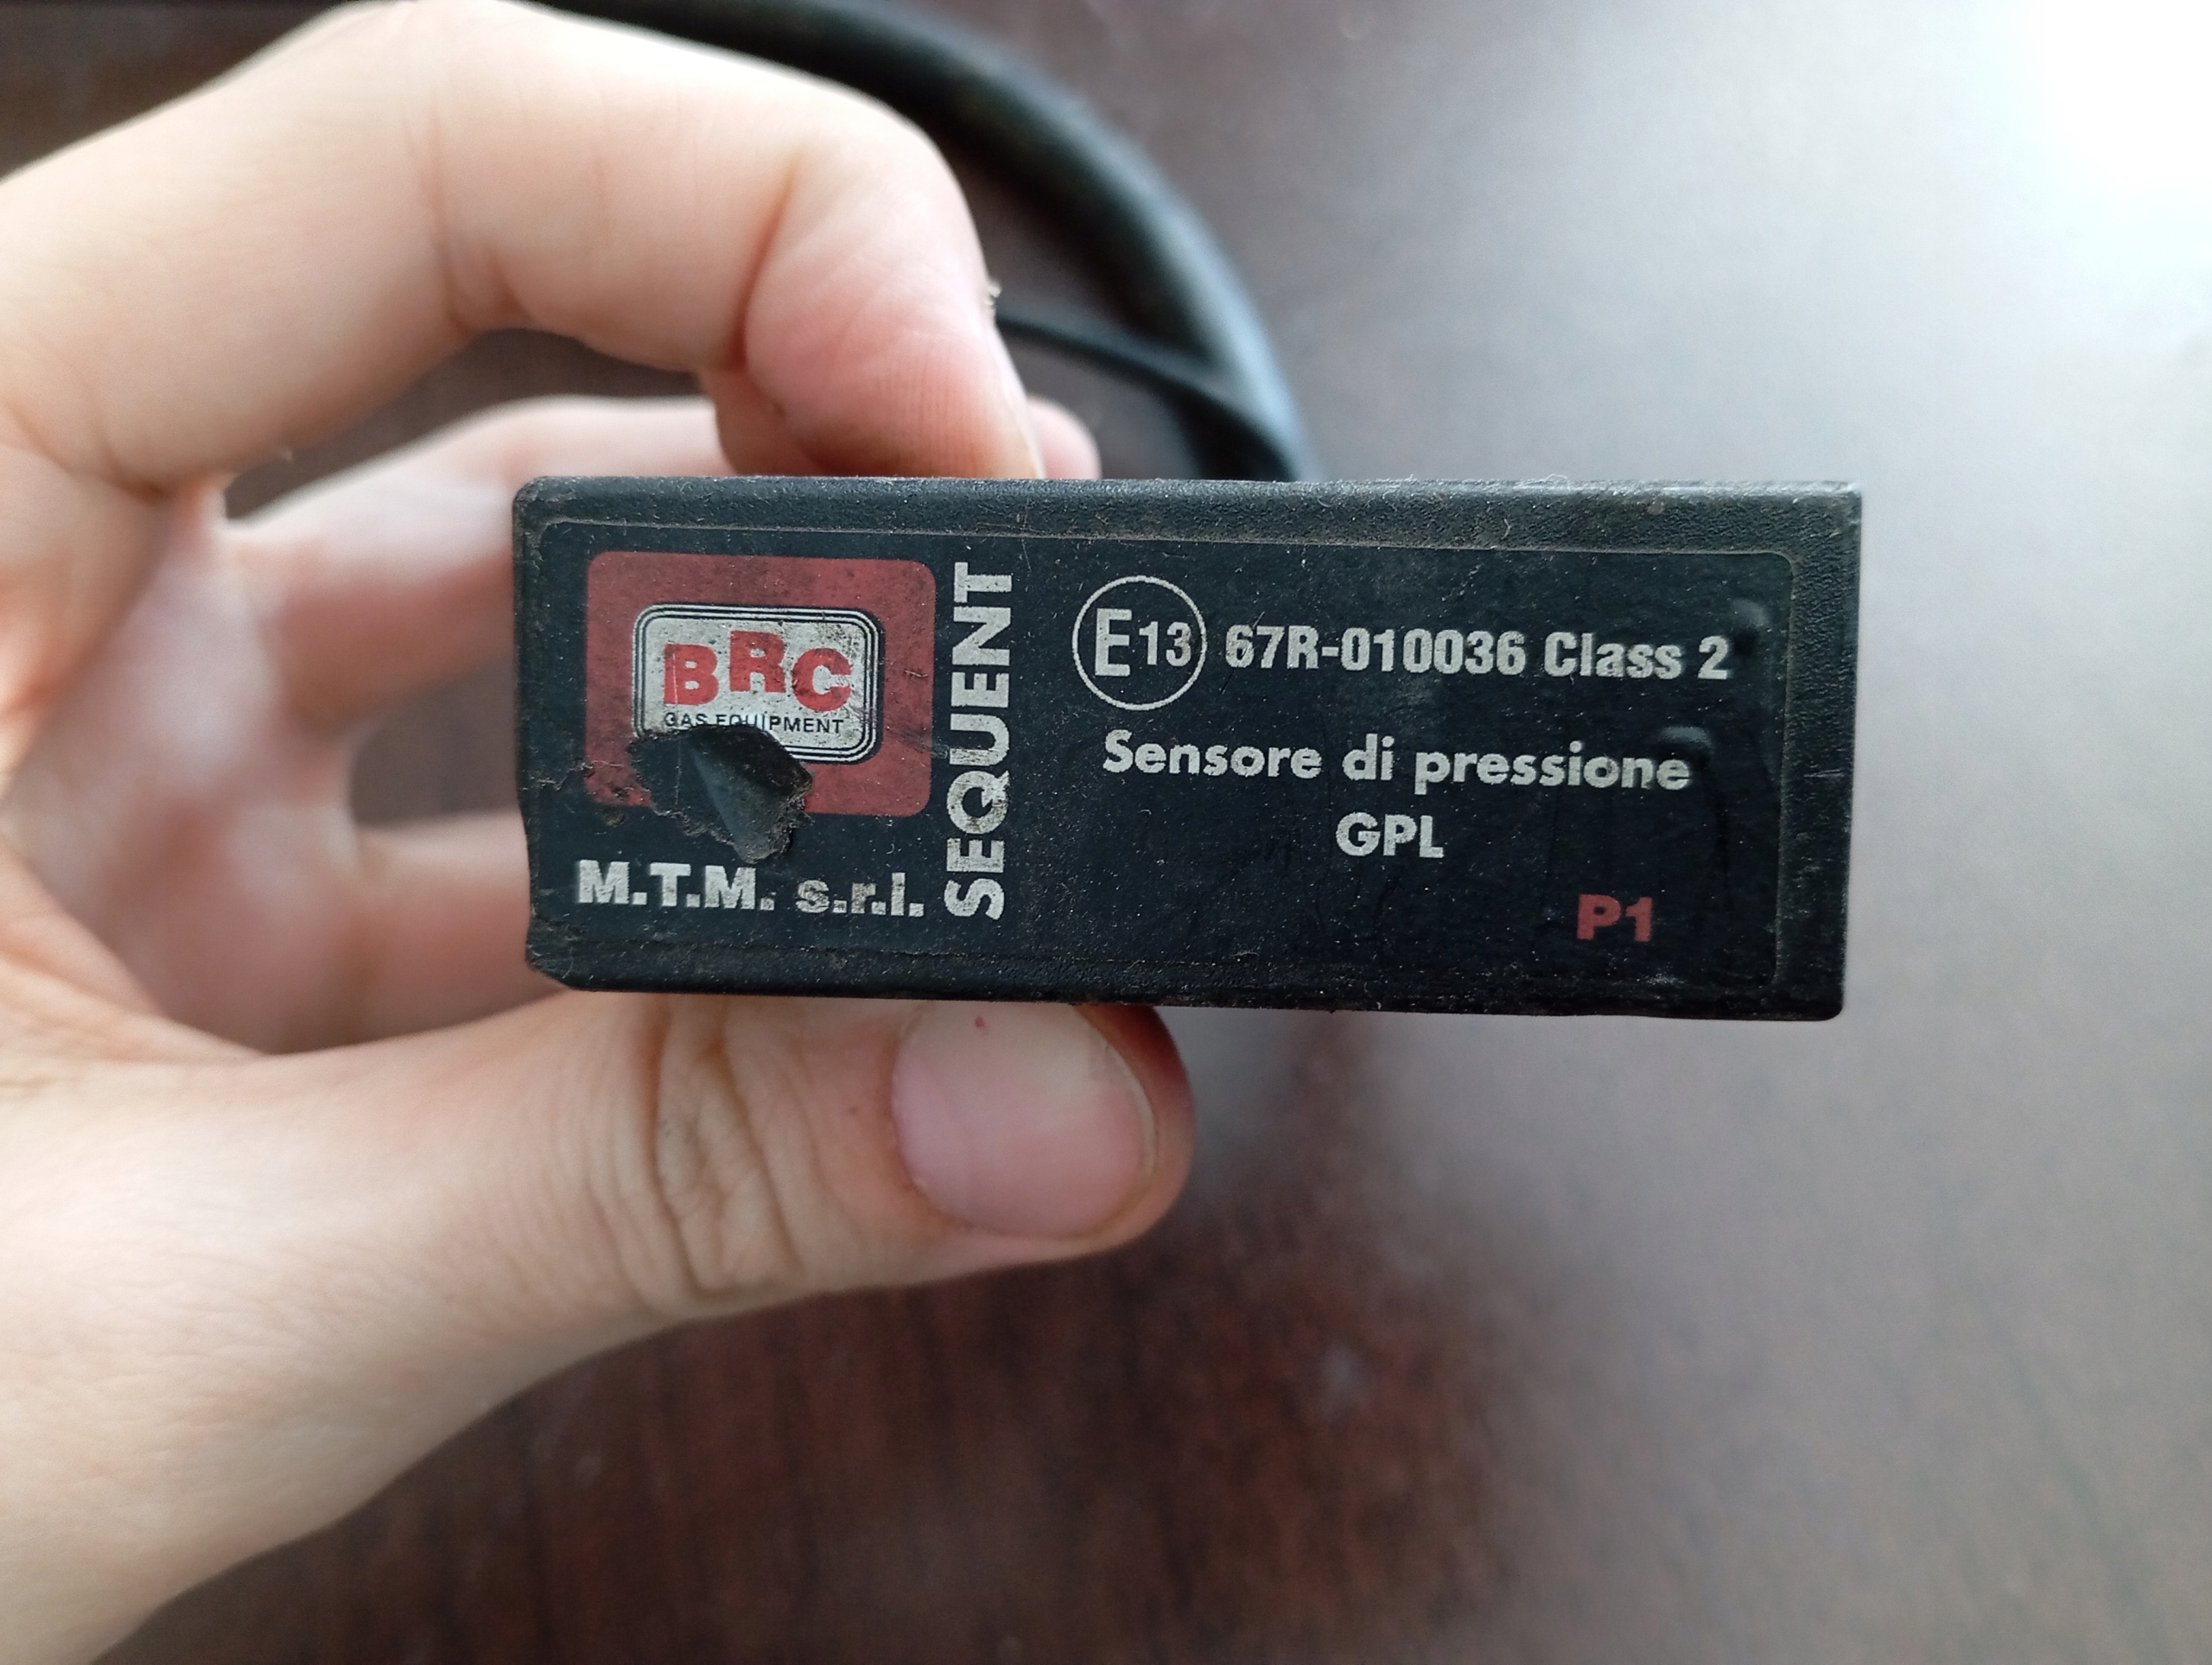 BRC
GAS EQUIPMENT
M.T.M. s.r.l.
SEQUENT
E13 67R-010036 Class 2
Sensore di pressione
GPL
P1